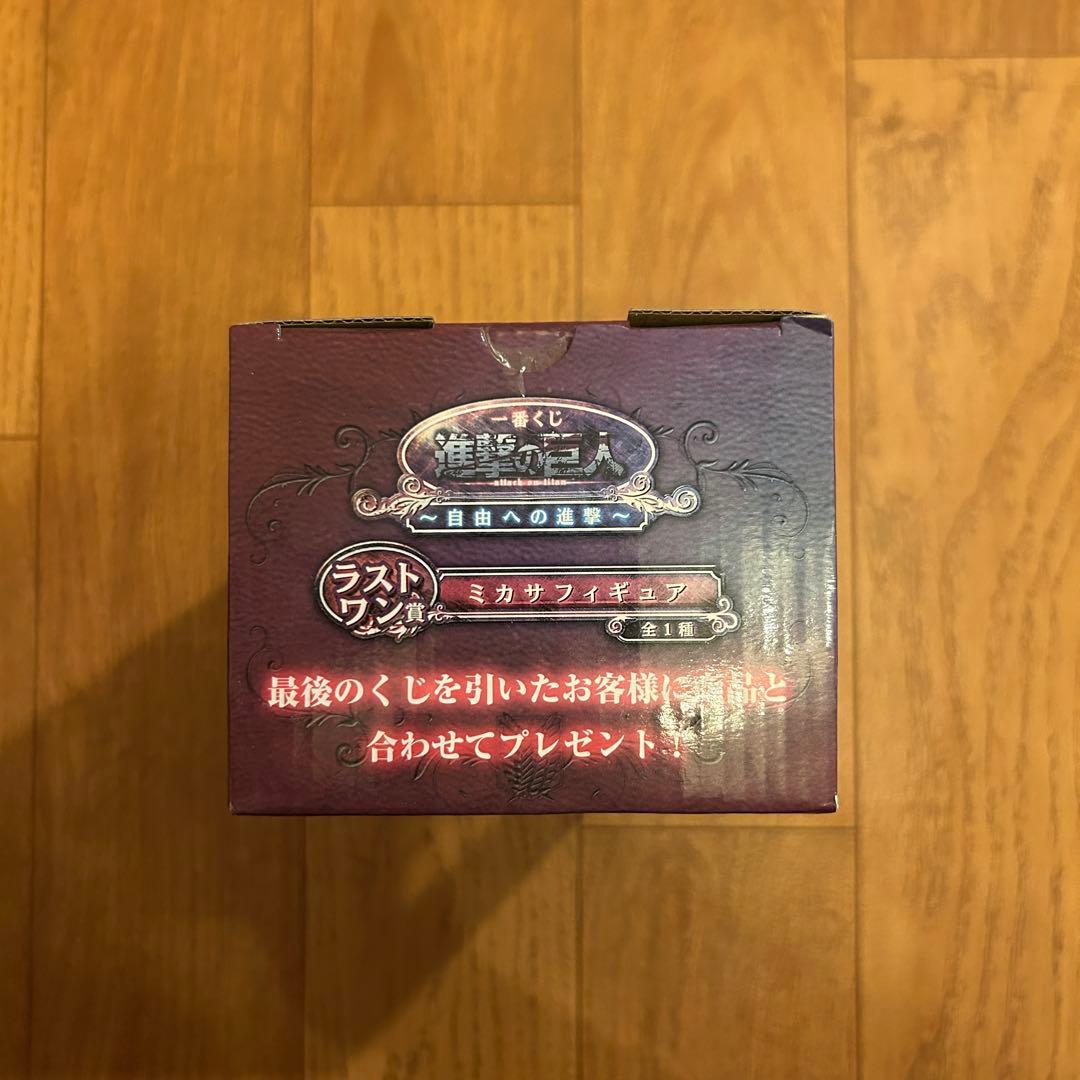 一番くじ
進撃の巨人
attack on titan
～自由への進撃～
ラスト
ワン賞
ミカサフィギュア
全1種
最後のくじを引いたお客様に 品と
合わせてプレゼント！